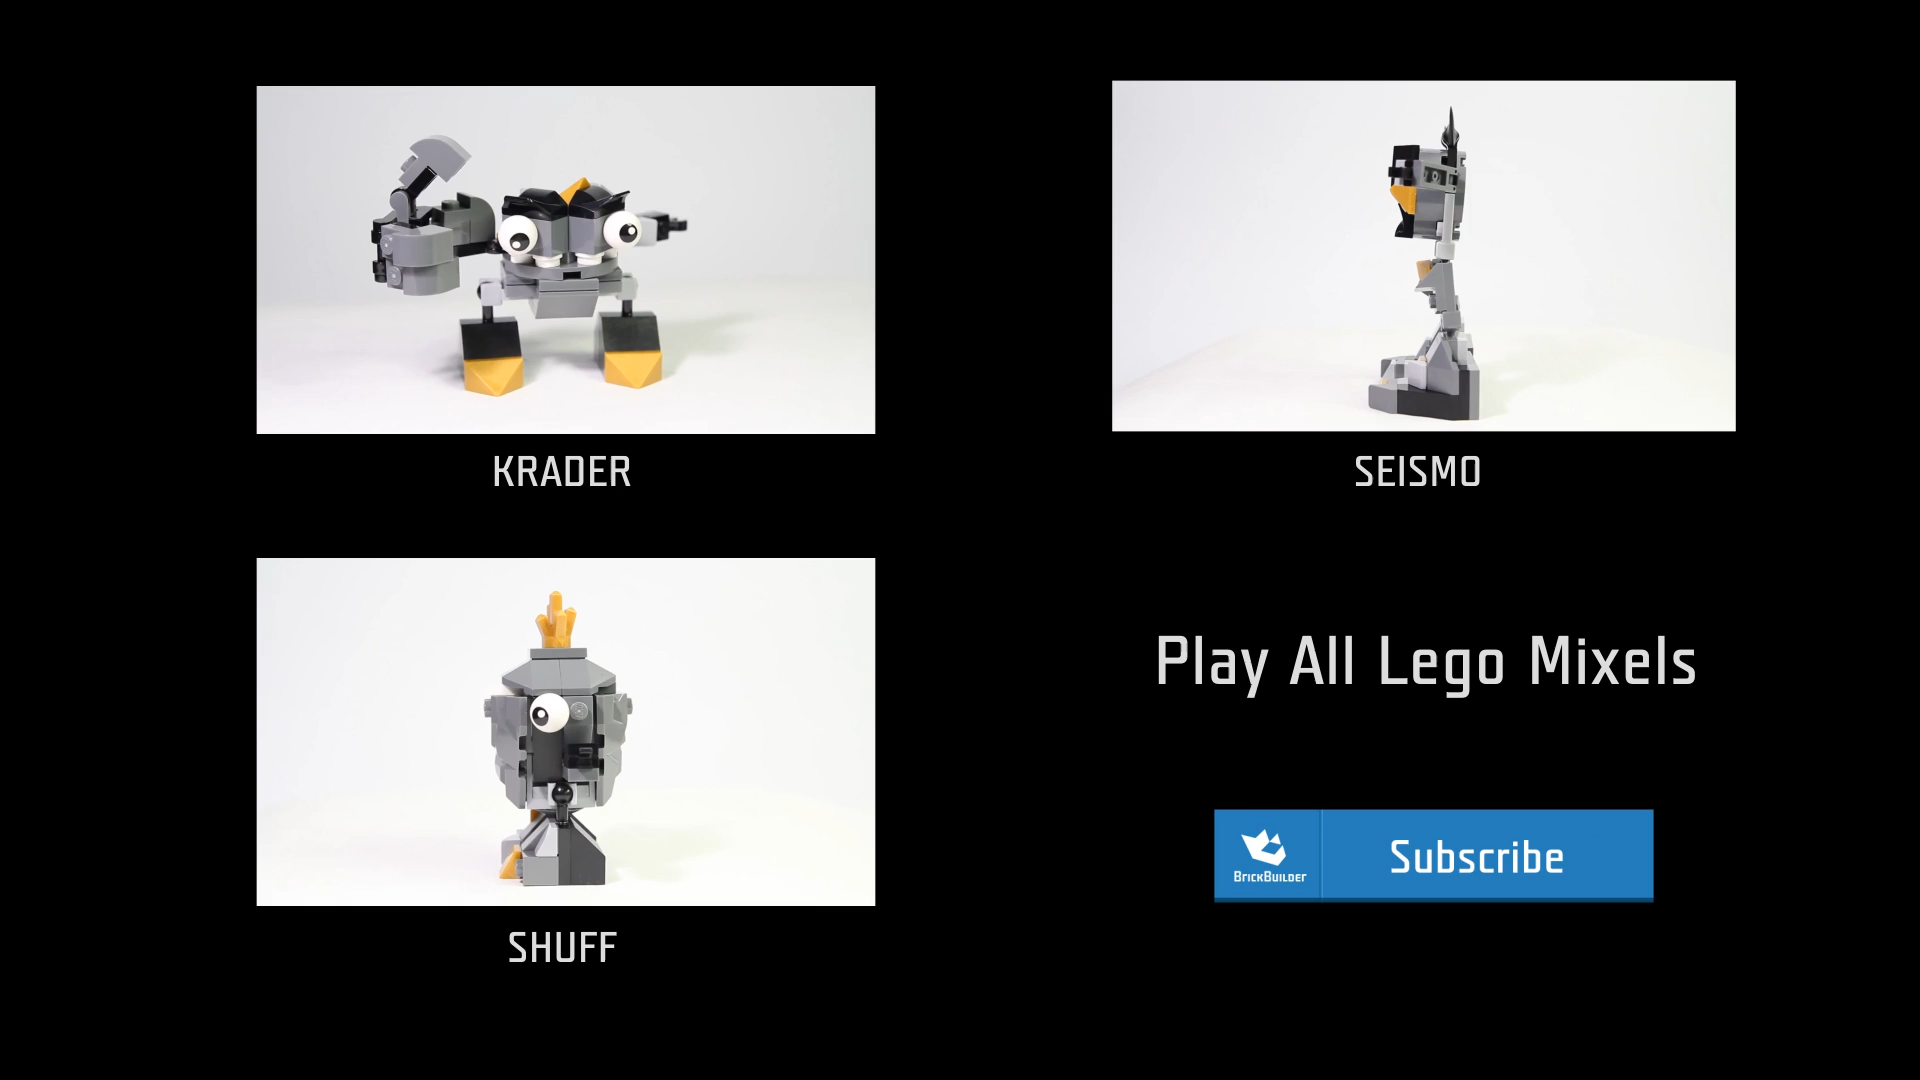 KRADER
SEISMO
SHUFF
Play All Lego Mixels
BRICKBUILDER
Subscribe